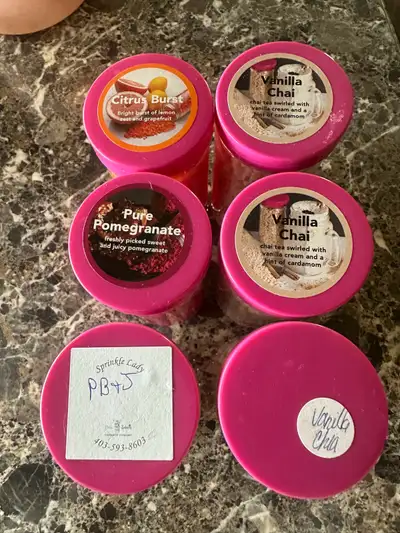 Citrus Burst
Bright burst of lemon
zest and grapefruit
Vanilla
Chai
chai tea swirled with
vanilla cream and a
hint of cardamom
Pure
Pomegranate
freshly picked sweet
and juicy pomegranate
Vanilla
Chai
chai tea swirled with
vanilla cream and a
hint of cardamom
Sprinkle Lady
PB+J
403-593-8603
Vanilla
Chia